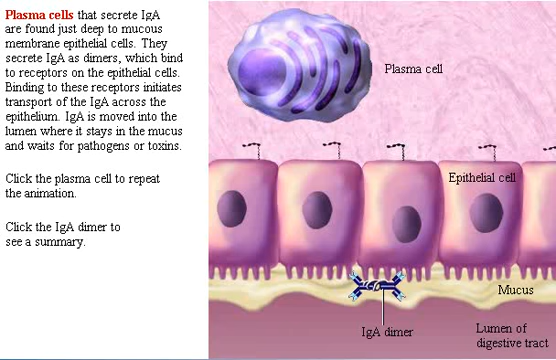 Plasma cells that secrete IgA
are found just deep to mucous
membrane epithelial cells. They
secrete IgA as dimers, which bind
to receptors on the epithelial cells.
Binding to these receptors initiates
transport of the IgA across the
epithelium. IgA is moved into the
lumen where it stays in the mucus
and waits for pathogens or toxins.
Click the plasma cell to repeat
the animation.
Click the IgA dimer to
see a summary.
Plasma cell
Epithelial cell
Mucus
IgA dimer
Lumen of
digestive tract